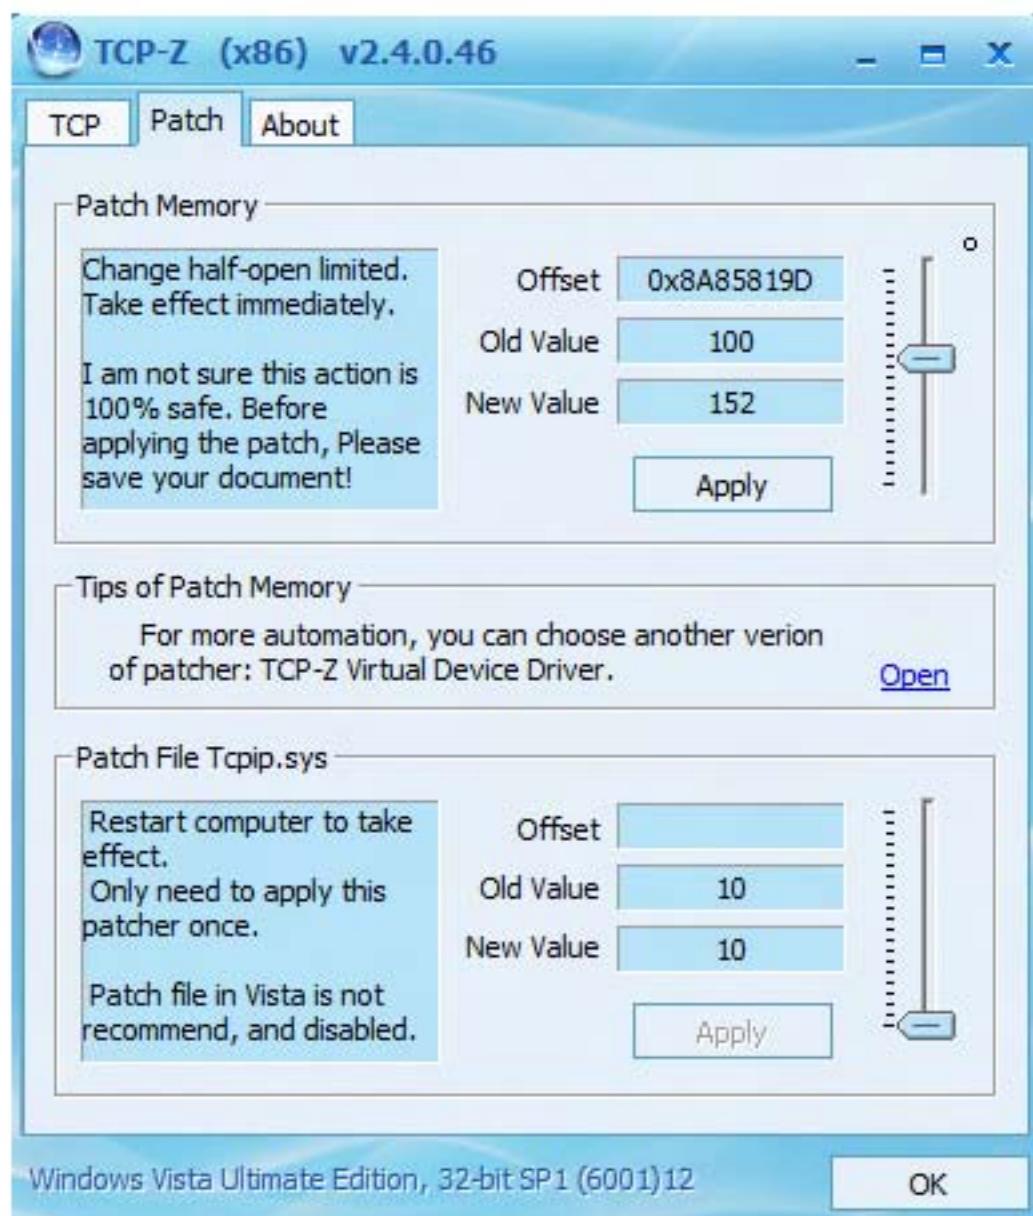 TCP-Z (x86) v2.4.0.46
TCP Patch About
Patch Memory
Change half-open limited.
Take effect immediately.
I am not sure this action is
100% safe. Before
applying the patch, Please
save your document!
Offset 0x8A85819D
Old Value 100
New Value 152
Apply
Tips of Patch Memory
For more automation, you can choose another verion
of patcher: TCP-Z Virtual Device Driver.
Open
Patch File Tcpip.sys
Restart computer to take
effect.
Only need to apply this
patcher once.
Patch file in Vista is not
recommend, and disabled.
Offset
Old Value 10
New Value 10
Apply
Windows Vista Ultimate Edition, 32-bit SP1 (6001)12
OK